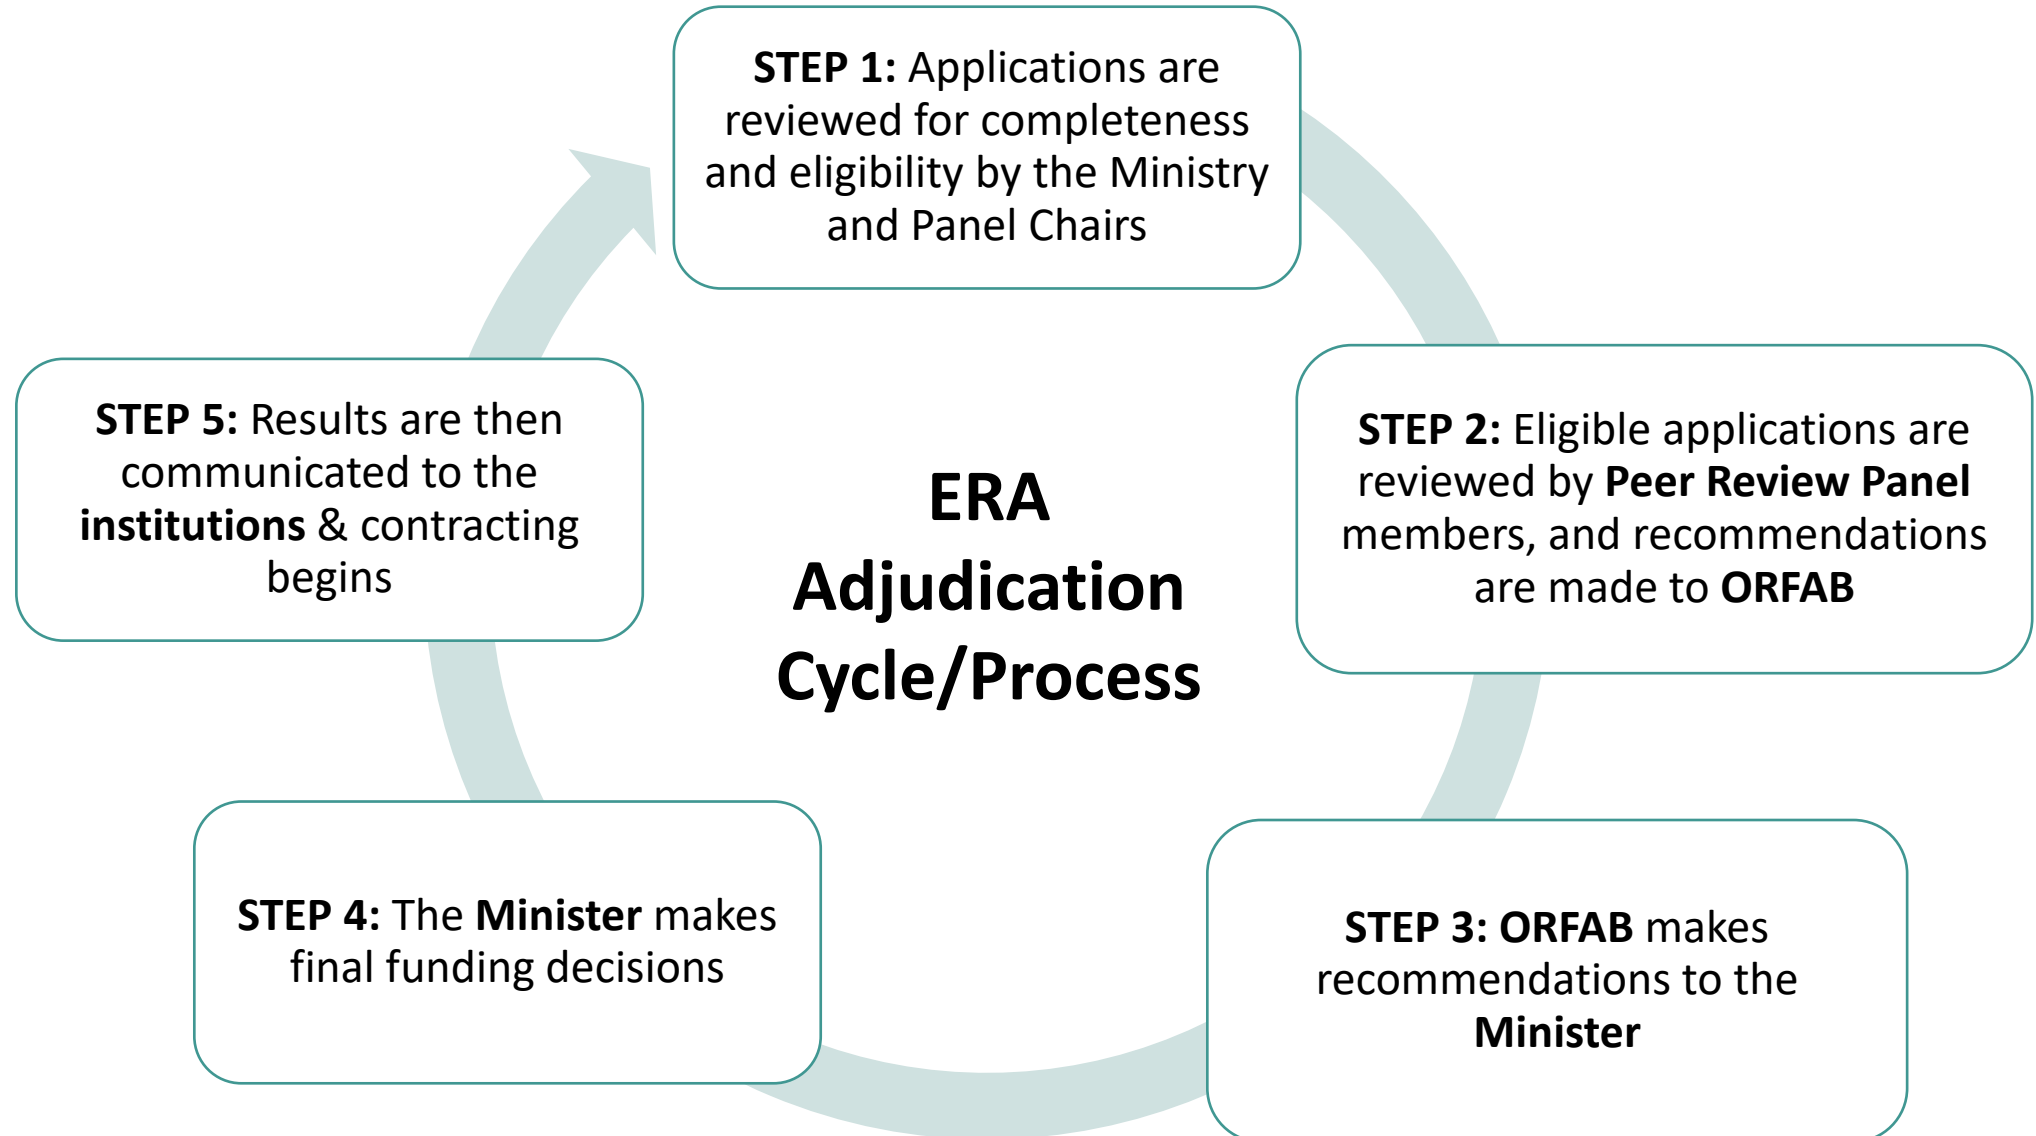 STEP 1: Applications are
reviewed for completeness
and eligibility by the Ministry
and Panel Chairs
STEP 2: Eligible applications are
reviewed by Peer Review Panel
members, and recommendations
are made to ORFAB
STEP 3: ORFAB makes
recommendations to the
Minister
STEP 4: The Minister makes
final funding decisions
STEP 5: Results are then
communicated to the
institutions & contracting
begins
ERA
Adjudication
Cycle/Process